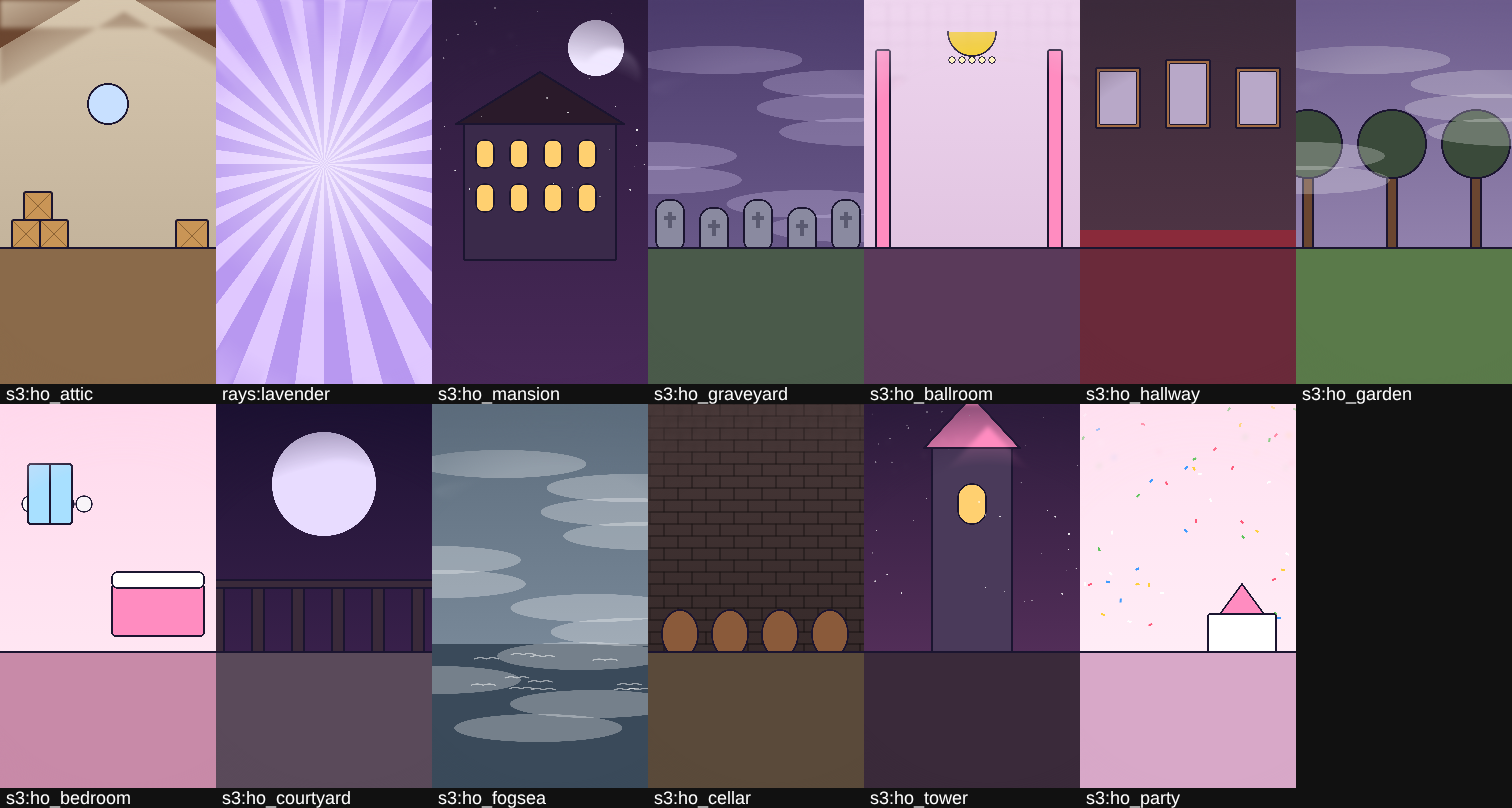 s3:ho_attic
rays:lavender
s3:ho_mansion
s3:ho_graveyard
s3:ho_ballroom
s3:ho_hallway
s3:ho_garden
s3:ho_bedroom
s3:ho_courtyard
s3:ho_fogsea
s3:ho_cellar
s3:ho_tower
s3:ho_party